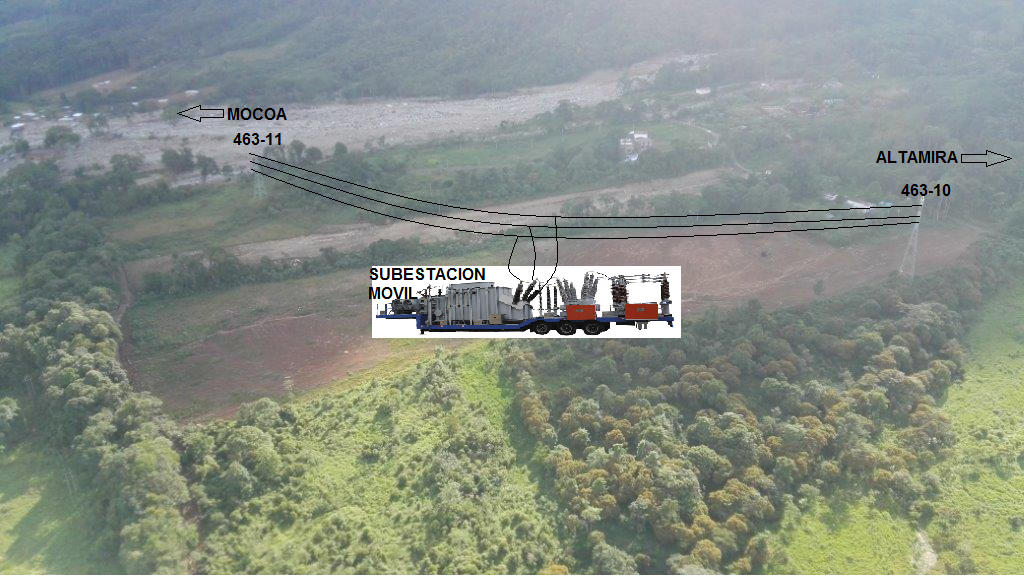 MOCOA
463-11
ALTAMIRA
463-10
SUBESTACION
MOVIL